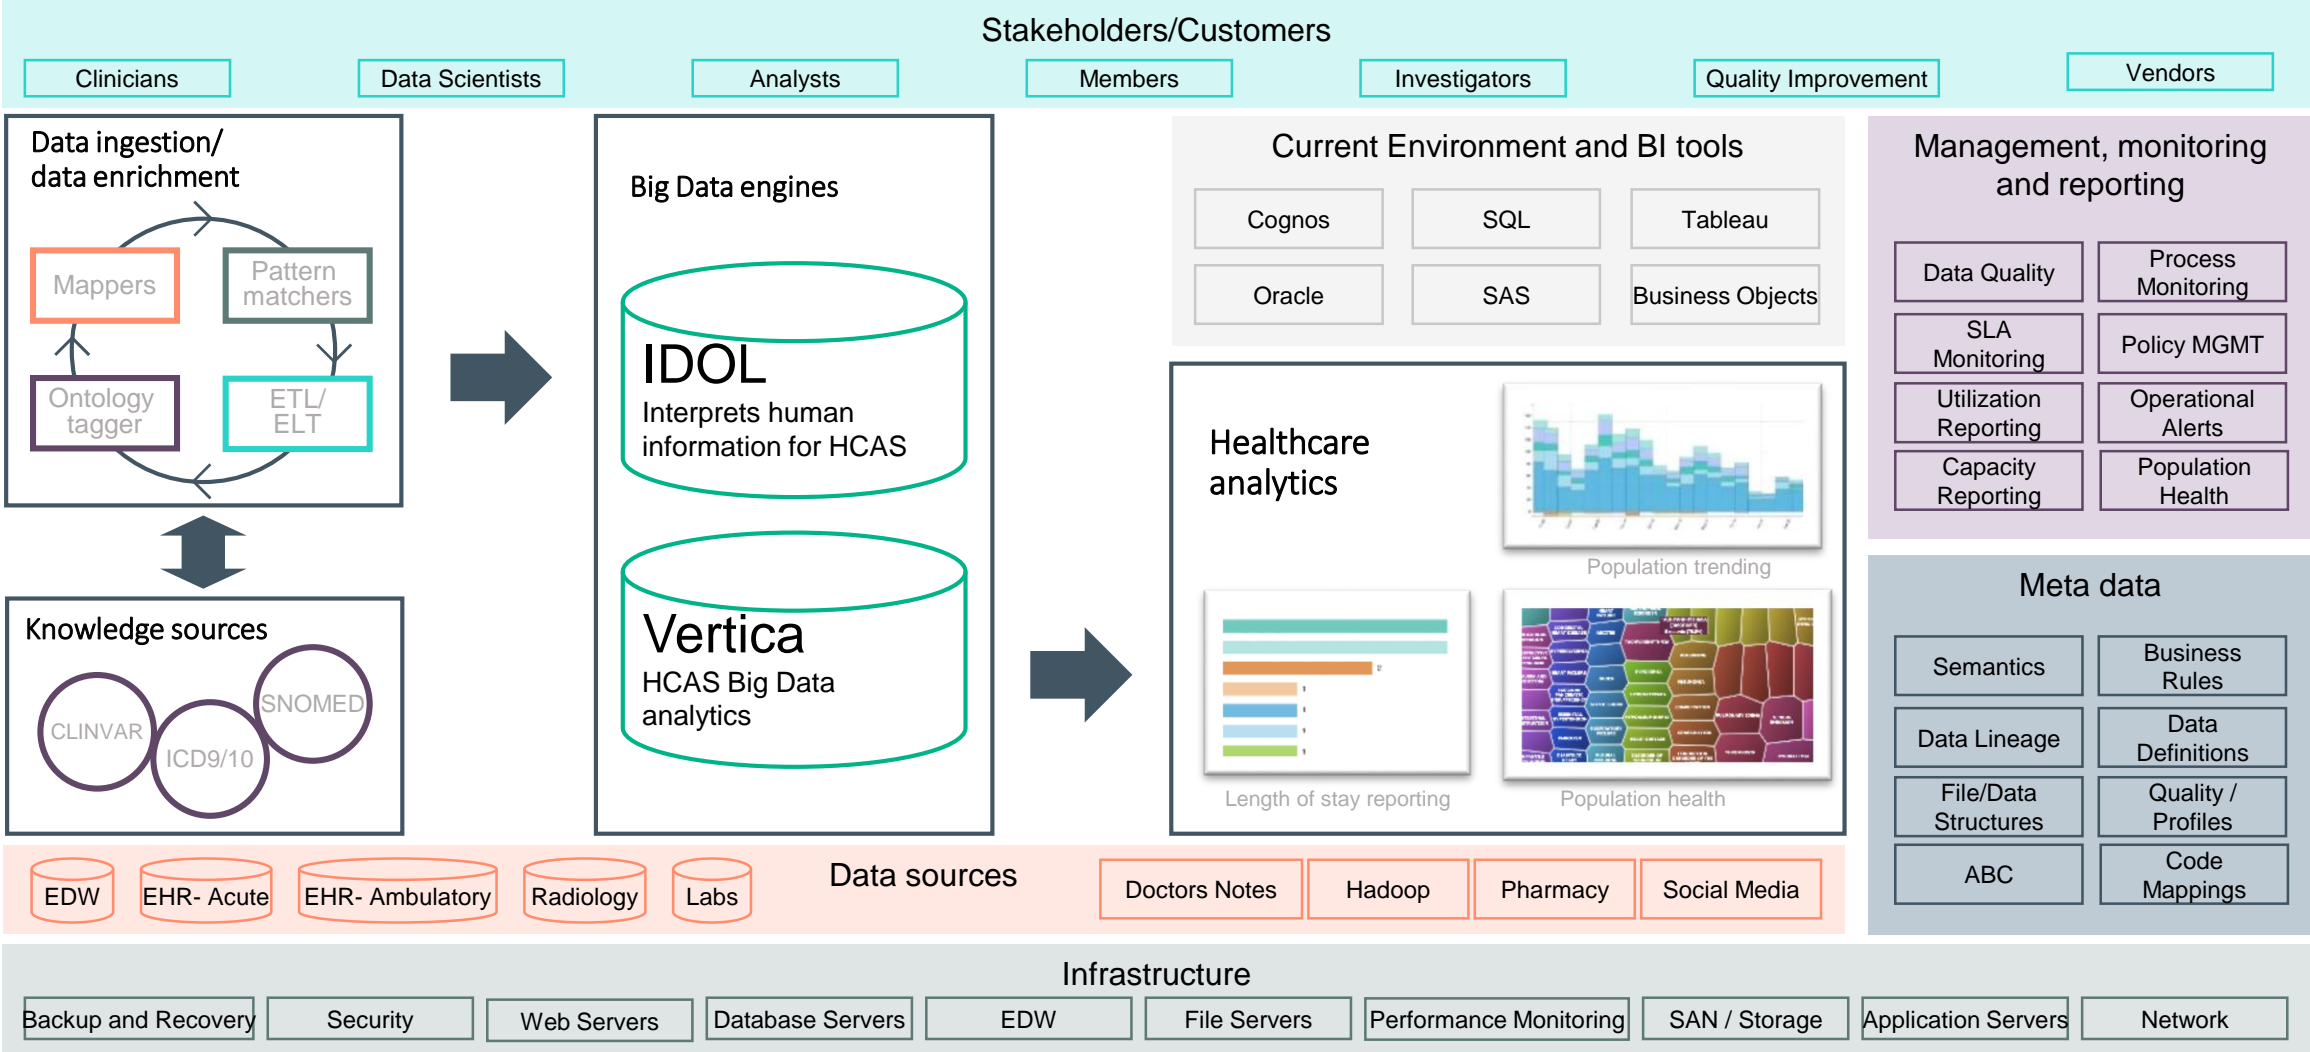 Stakeholders/Customers
Clinicians
Data Scientists
Analysts
Members
Investigators
Quality Improvement
Vendors
Data ingestion/
data enrichment
Mappers
Pattern
matchers
Ontology
tagger
ETL/
ELT
Knowledge sources
CLINVAR
ICD9/10
SNOMED
Big Data engines
IDOL
Interprets human
information for HCAS
Vertica
HCAS Big Data
analytics
Current Environment and BI tools
Cognos
SQL
Tableau
Oracle
SAS
Business Objects
Healthcare
analytics
Population trending
Length of stay reporting
Population health
Management, monitoring
and reporting
Data Quality
Process
Monitoring
SLA
Monitoring
Policy MGMT
Utilization
Reporting
Operational
Alerts
Capacity
Reporting
Population
Health
Meta data
Semantics
Business
Rules
Data Lineage
Data
Definitions
File/Data
Structures
Quality /
Profiles
ABC
Code
Mappings
Data sources
EDW
EHR- Acute
EHR- Ambulatory
Radiology
Labs
Doctors Notes
Hadoop
Pharmacy
Social Media
Infrastructure
Backup and Recovery
Security
Web Servers
Database Servers
EDW
File Servers
Performance Monitoring
SAN / Storage
Application Servers
Network